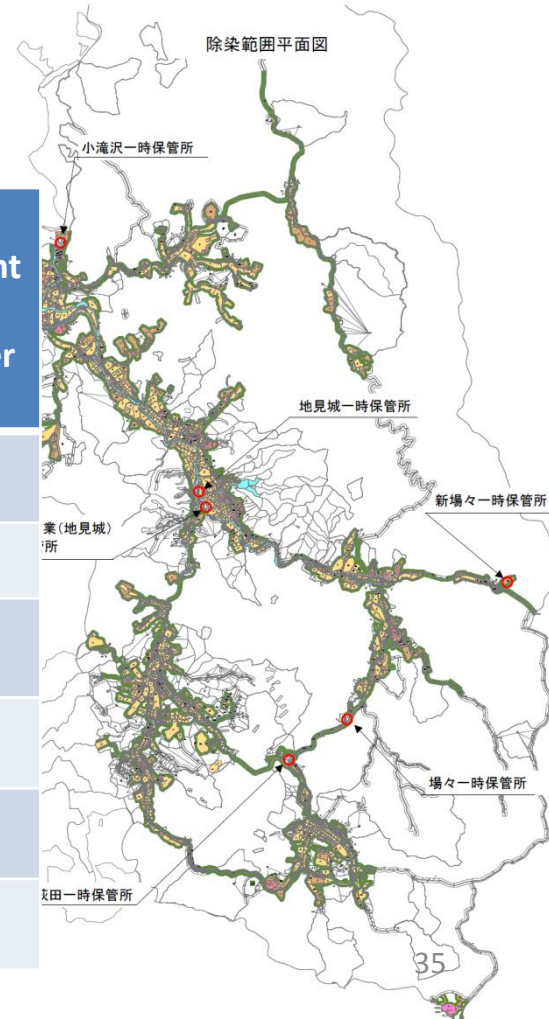 除染範囲平面図
小滝沢一時保管所
nt
er
地見城一時保管所
新場々一時保管所
業(地見城)
所
場々一時保管所
田一時保管所
35